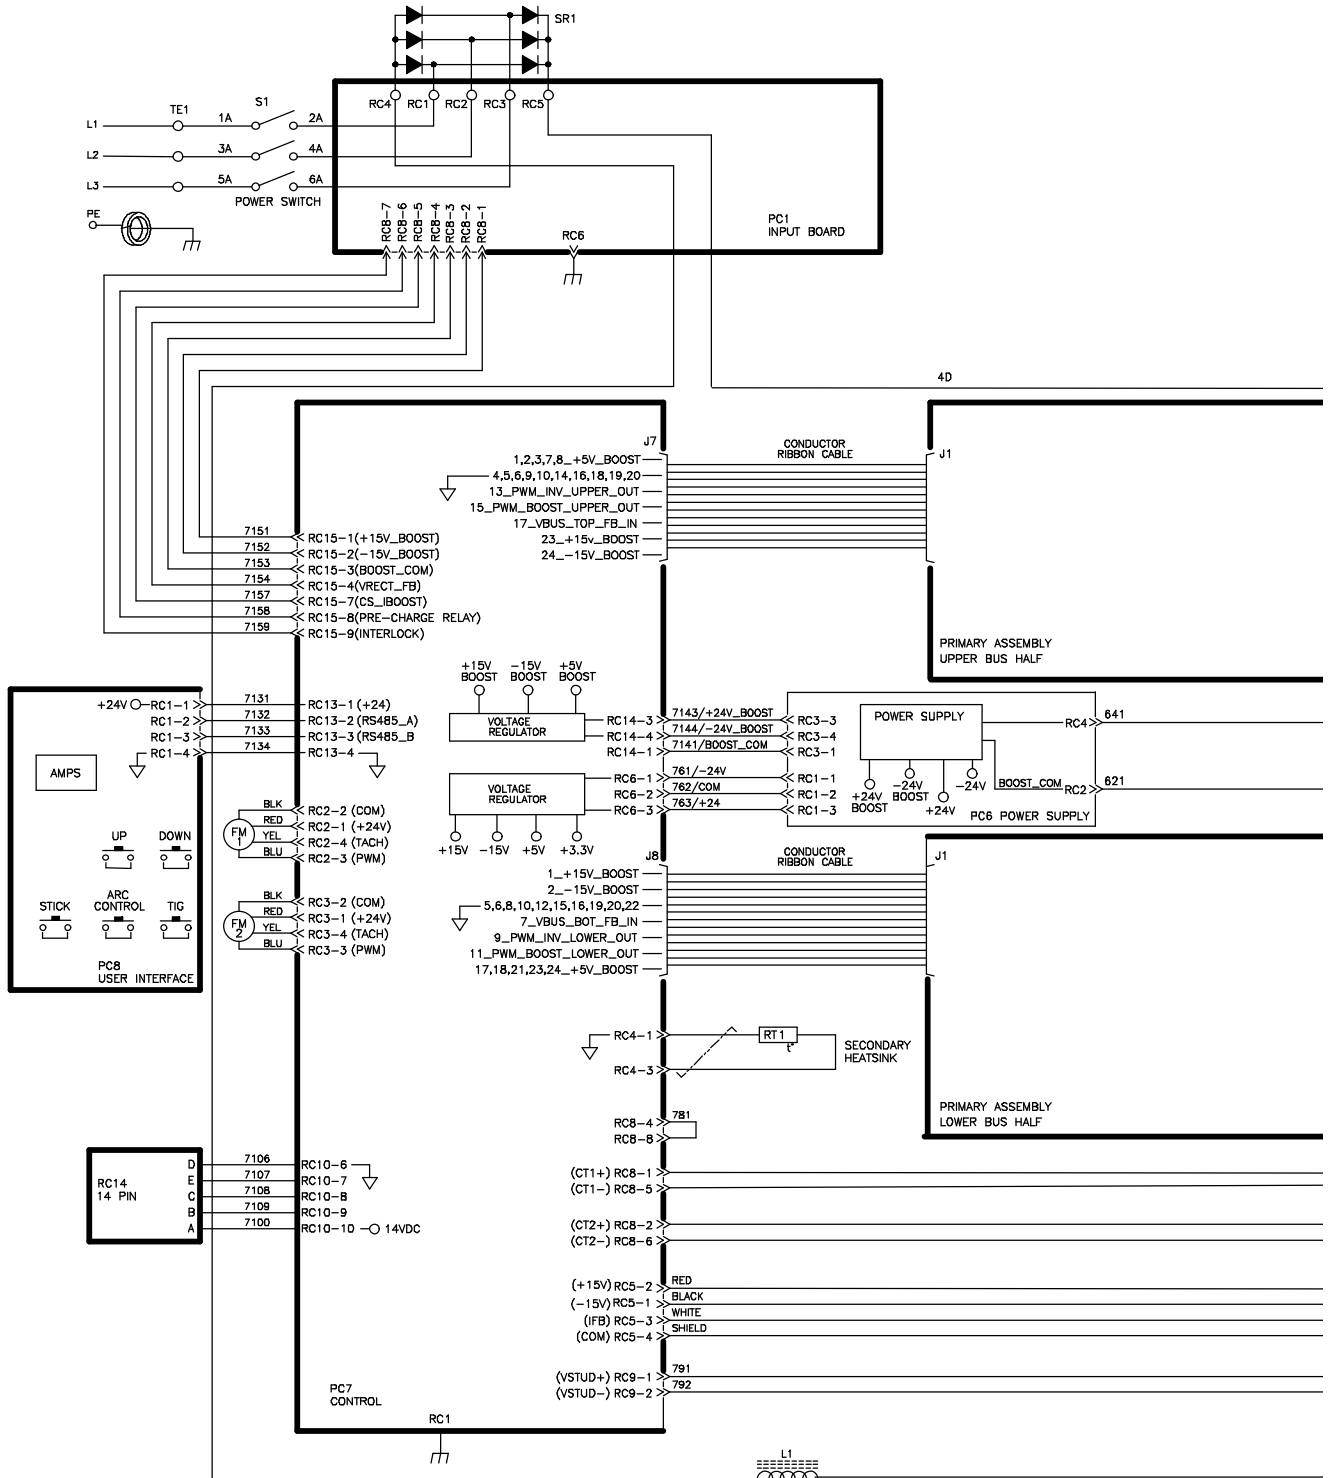 SR1
RC4 RC1 RC2 RC3 RC5
TE1 S1
L1 1A 2A
L2 3A 4A
L3 5A 6A
POWER SWITCH
PE
RC8-7
RC8-6
RC8-5
RC8-4
RC8-3
RC8-2
RC8-1
RC6
PC1
INPUT BOARD
4D
J7
CONDUCTOR
RIBBON CABLE
J1
1,2,3,7,8_+5V_BOOST
4,5,6,9,10,14,16,18,19,20
13_PWM_INV_UPPER_OUT
15_PWM_BOOST_UPPER_OUT
17_VBUS_TOP_FB_IN
23_+15v_BOOST
24_-15V_BOOST
7151 RC15-1(+15V_BOOST)
7152 RC15-2(-15V_BOOST)
7153 RC15-3(BOOST_COM)
7154 RC15-4(VRECT_FB)
7157 RC15-7(CS_IBOOST)
7158 RC15-8(PRE-CHARGE RELAY)
7159 RC15-9(INTERLOCK)
PRIMARY ASSEMBLY
UPPER BUS HALF
+15V
BOOST
-15V
BOOST
+5V
BOOST
VOLTAGE
REGULATOR
+24V RC1-1 7131 RC13-1 (+24)
RC1-2 7132 RC13-2 (RS485_A)
RC1-3 7133 RC13-3 (RS485_B
RC1-4 7134 RC13-4
RC14-3 7143/+24V_BOOST RC3-3
RC14-4 7144/-24V_BOOST RC3-4
RC14-1 7141/BOOST_COM RC3-1
RC6-1 761/-24V RC1-1
RC6-2 762/COM RC1-2
RC6-3 763/+24 RC1-3
POWER SUPPLY
RC4 641
BOOST_COM RC2 621
+24V
BOOST
-24V
BOOST
+24V
-24V
PC6 POWER SUPPLY
VOLTAGE
REGULATOR
+15V -15V +5V +3.3V
AMPS
UP DOWN
STICK
ARC
CONTROL
TIG
PC8
USER INTERFACE
FM
1
BLK RC2-2 (COM)
RED RC2-1 (+24V)
YEL RC2-4 (TACH)
BLU RC2-3 (PWM)
FM
2
BLK RC3-2 (COM)
RED RC3-1 (+24V)
YEL RC3-4 (TACH)
BLU RC3-3 (PWM)
J8
CONDUCTOR
RIBBON CABLE
J1
1_+15V_BOOST
2_-15V_BOOST
5,6,8,10,12,15,16,19,20,22
7_VBUS_BOT_FB_IN
9_PWM_INV_LOWER_OUT
11_PWM_BOOST_LOWER_OUT
17,18,21,23,24_+5V_BOOST
RC4-1
RT1
t°
RC4-3
SECONDARY
HEATSINK
PRIMARY ASSEMBLY
LOWER BUS HALF
RC8-4 781
RC8-8
RC14
14 PIN
D 7106 RC10-6
E 7107 RC10-7
C 7108 RC10-8
B 7109 RC10-9
A 7100 RC10-10 14VDC
(CT1+) RC8-1
(CT1-) RC8-5
(CT2+) RC8-2
(CT2-) RC8-6
(+15V) RC5-2 RED
(-15V) RC5-1 BLACK
(IFB) RC5-3 WHITE
(COM) RC5-4 SHIELD
(VSTUD+) RC9-1 791
(VSTUD-) RC9-2 792
PC7
CONTROL
RC1
L1